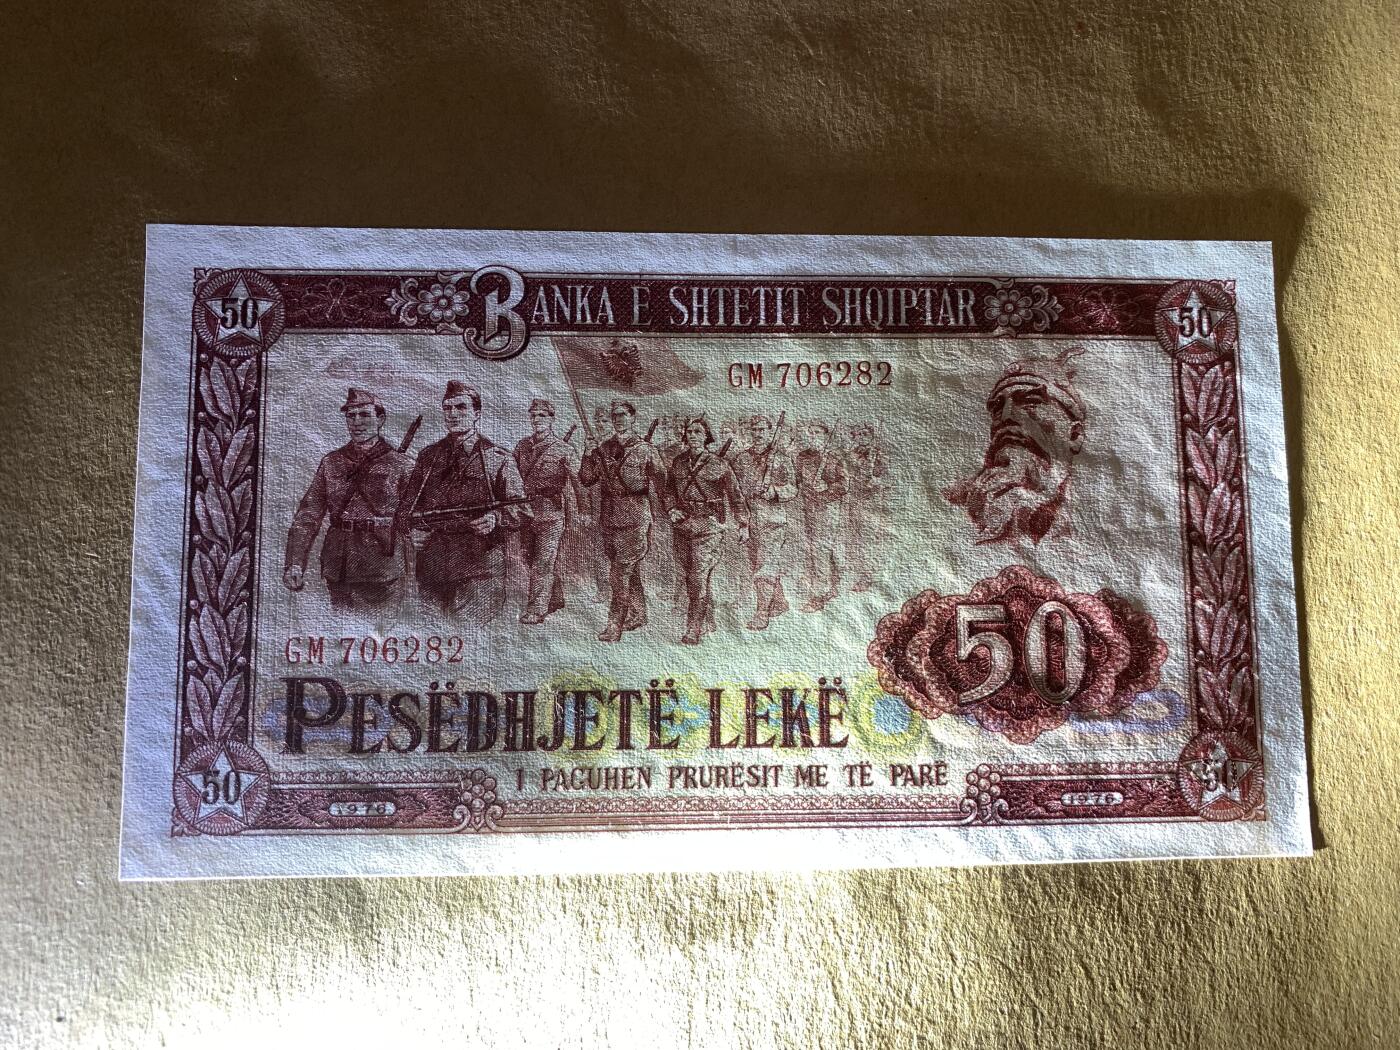 50 BANKA E SHTETIT SHQIPTAR 50
GM 706282
GM 706282
50
PESËDHJETË LEKË
I PAGUHEN PRURËSIT ME TË PARË
50 1976 1976 50